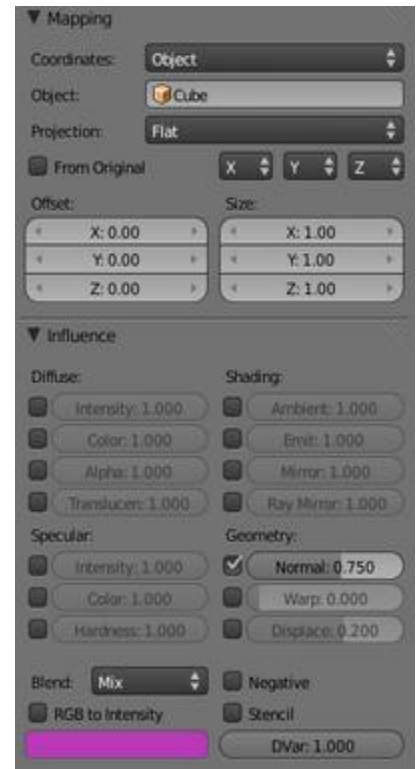 Mapping
Coordinates: Object
Object: Cube
Projection: Flat
From Original X Y Z
Offset: Size:
X: 0.00 X: 1.00
Y: 0.00 Y: 1.00
Z: 0.00 Z: 1.00
Influence
Diffuse: Shading:
Intensity: 1.000 Ambient: 1.000
Color: 1.000 Emit: 1.000
Alpha: 1.000 Mirror: 1.000
Translucen: 1.000 Ray Mirror: 1.000
Specular: Geometry:
Intensity: 1.000 Normal: 0.750
Color: 1.000 Warp: 0.000
Hardness: 1.000 Displace: 0.200
Blend: Mix Negative
RGB to Intensity Stencil
DVar: 1.000